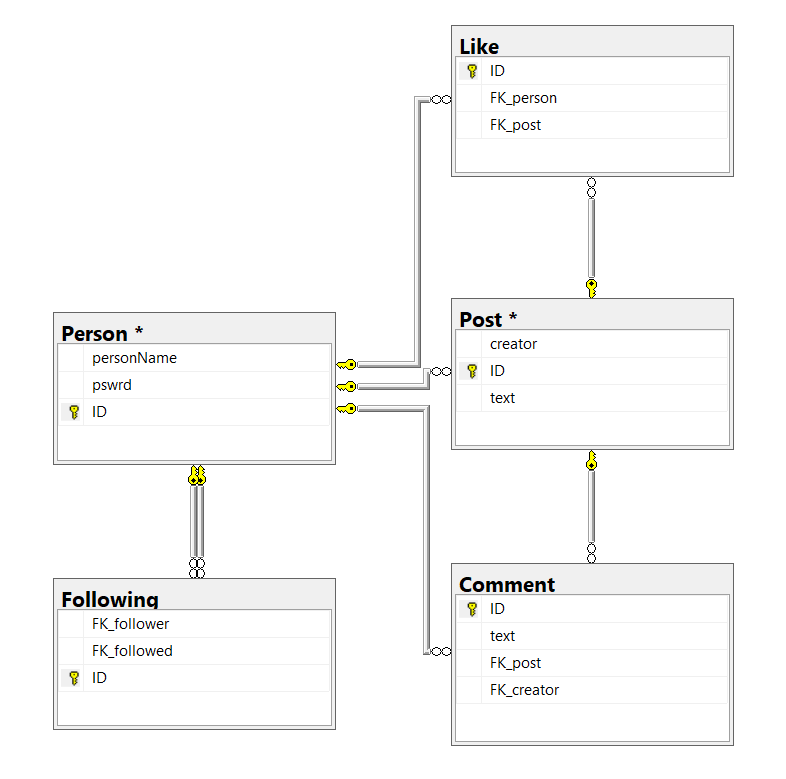 Like
ID
FK_person
FK_post
Person *
personName
pswrd
ID
Post *
creator
ID
text
Following
FK_follower
FK_followed
ID
Comment
ID
text
FK_post
FK_creator